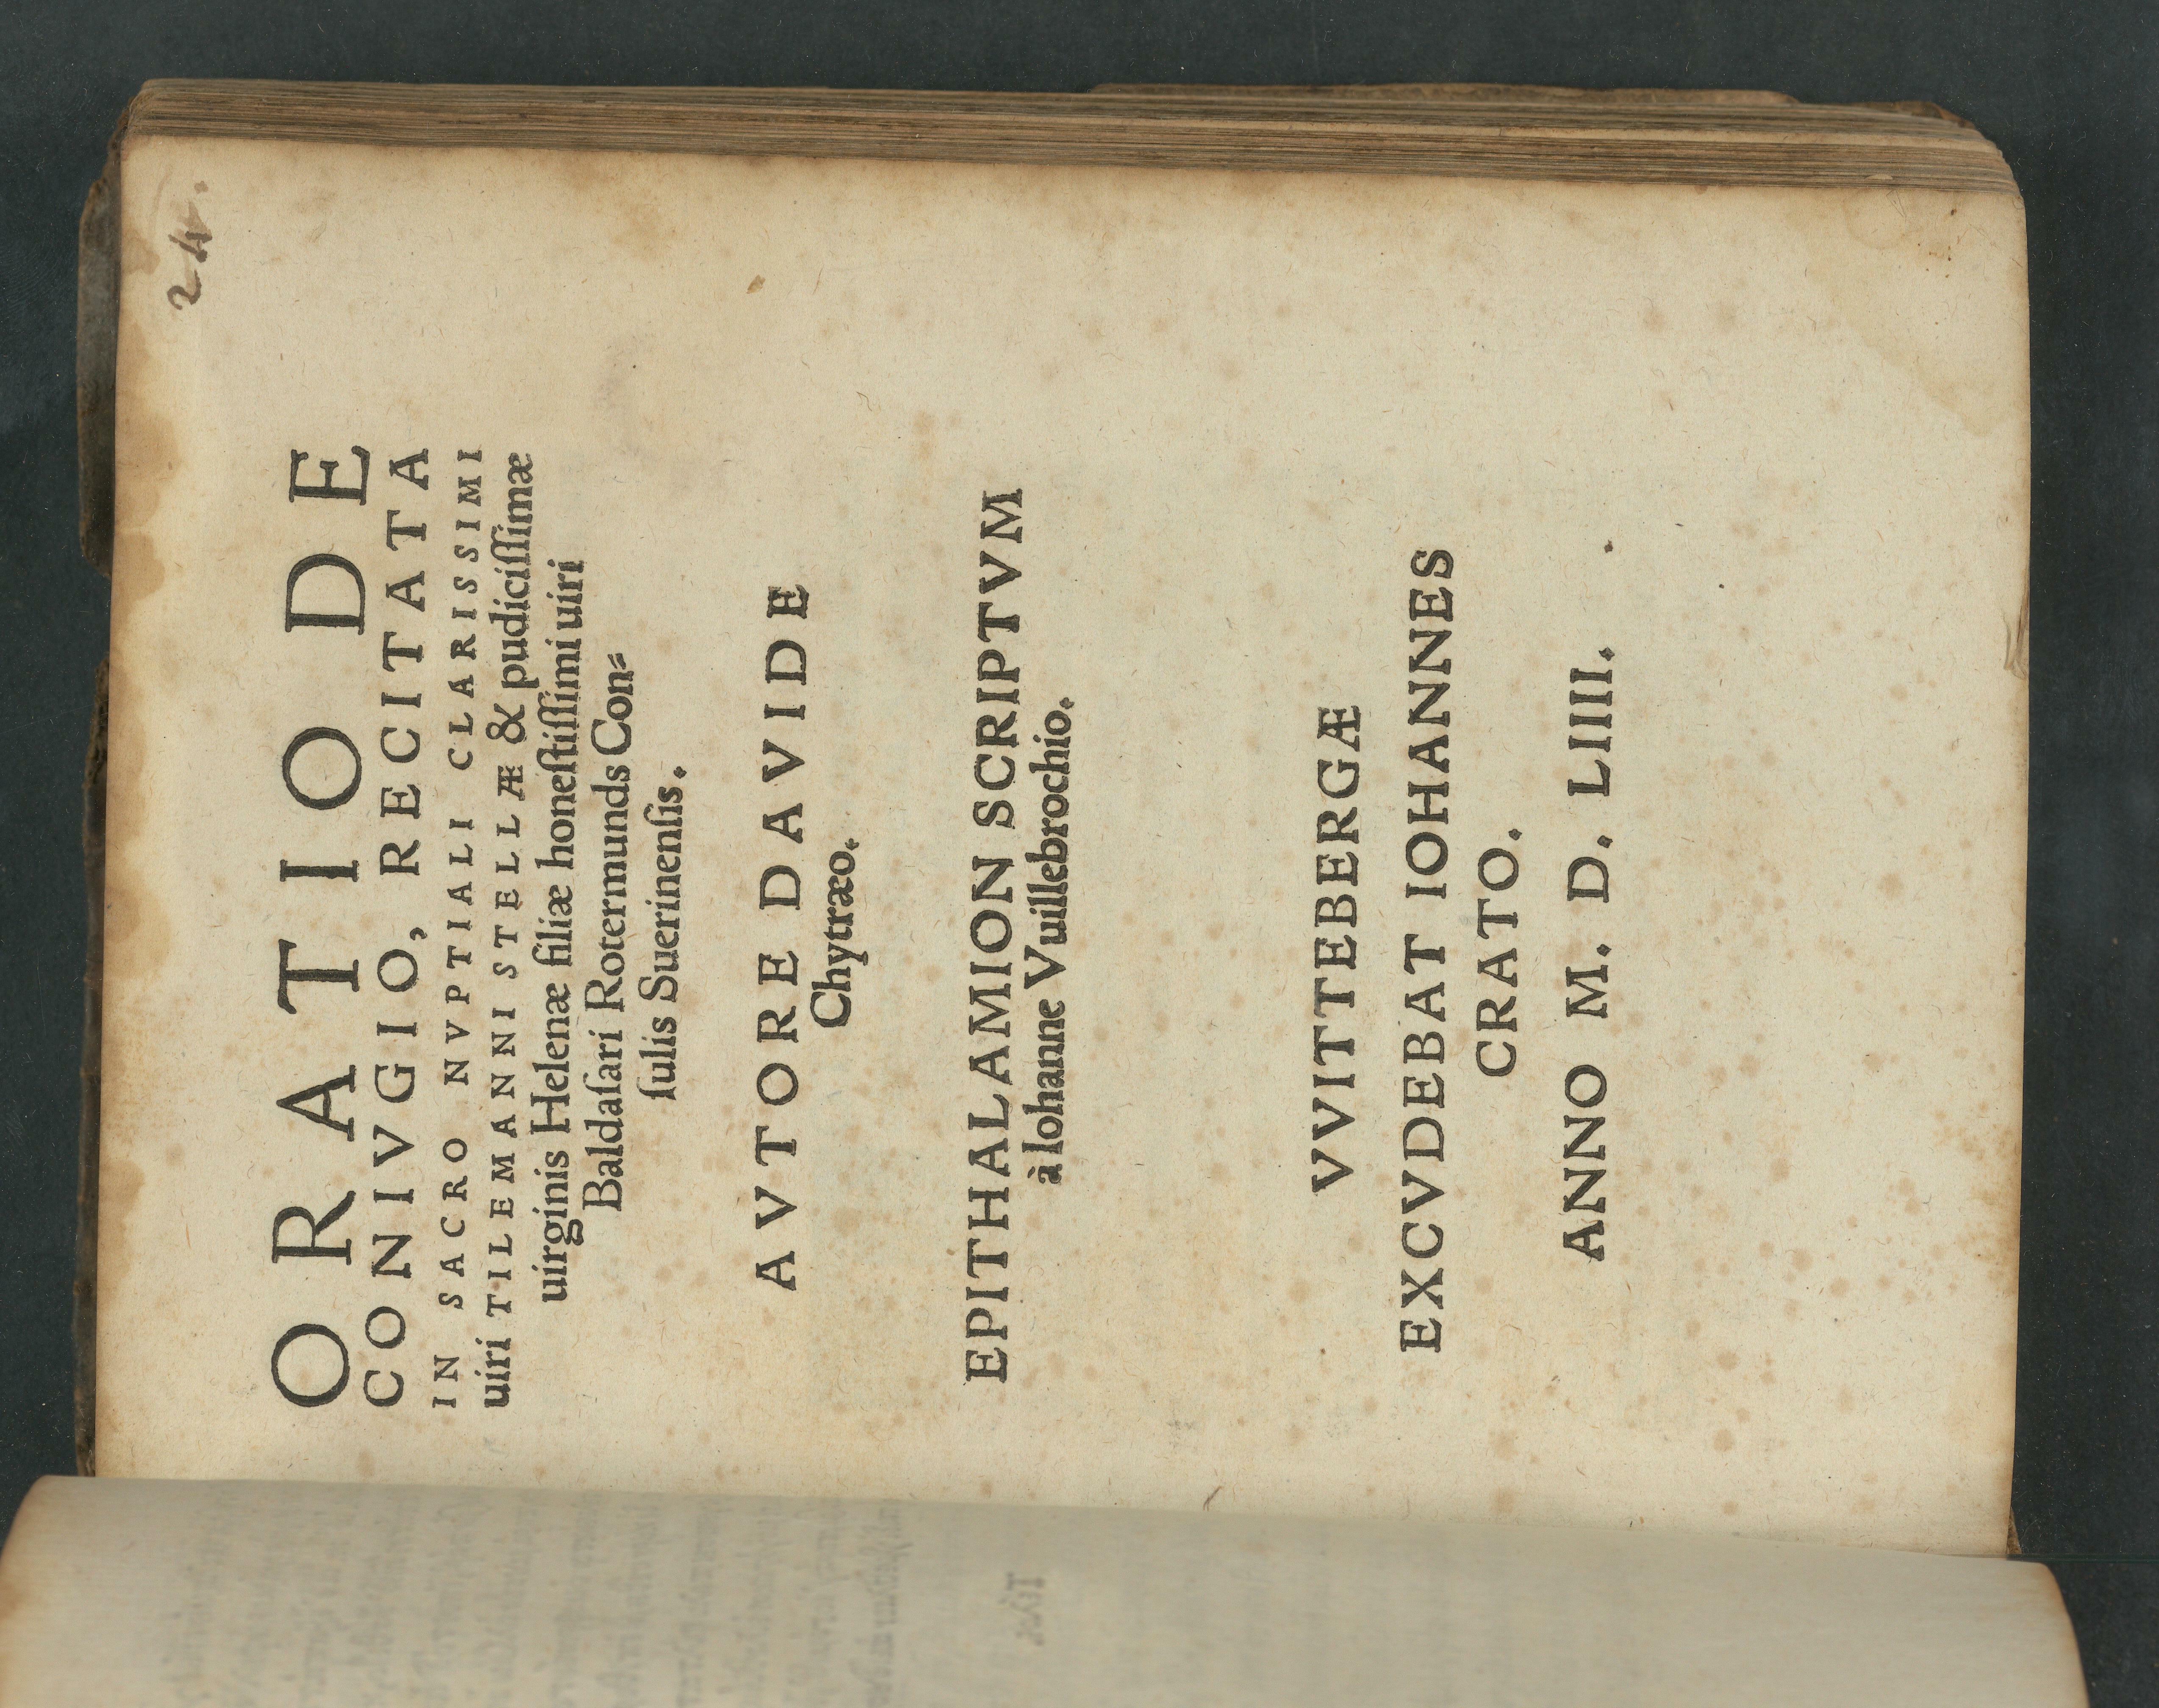 24.
ORATIO DE
CONIVGIO, RECITATA
IN SACRO NVPTIALI CLARISSIMI
uiri TILEMANNI STELLÆ & pudiciſſimæ
uirginis Helenæ filiæ honeſtiſſimi uiri
Baldaſari Rotermunds Con⸗
ſulis Suerinenſis.
AVTORE DAVIDE
Chytræo.
EPITHALAMION SCRIPTVM
à Iohanne Vuillebrochio.
VVITTEBERGÆ
EXCVDEBAT IOHANNES
CRATO.
ANNO M. D. LIIII.